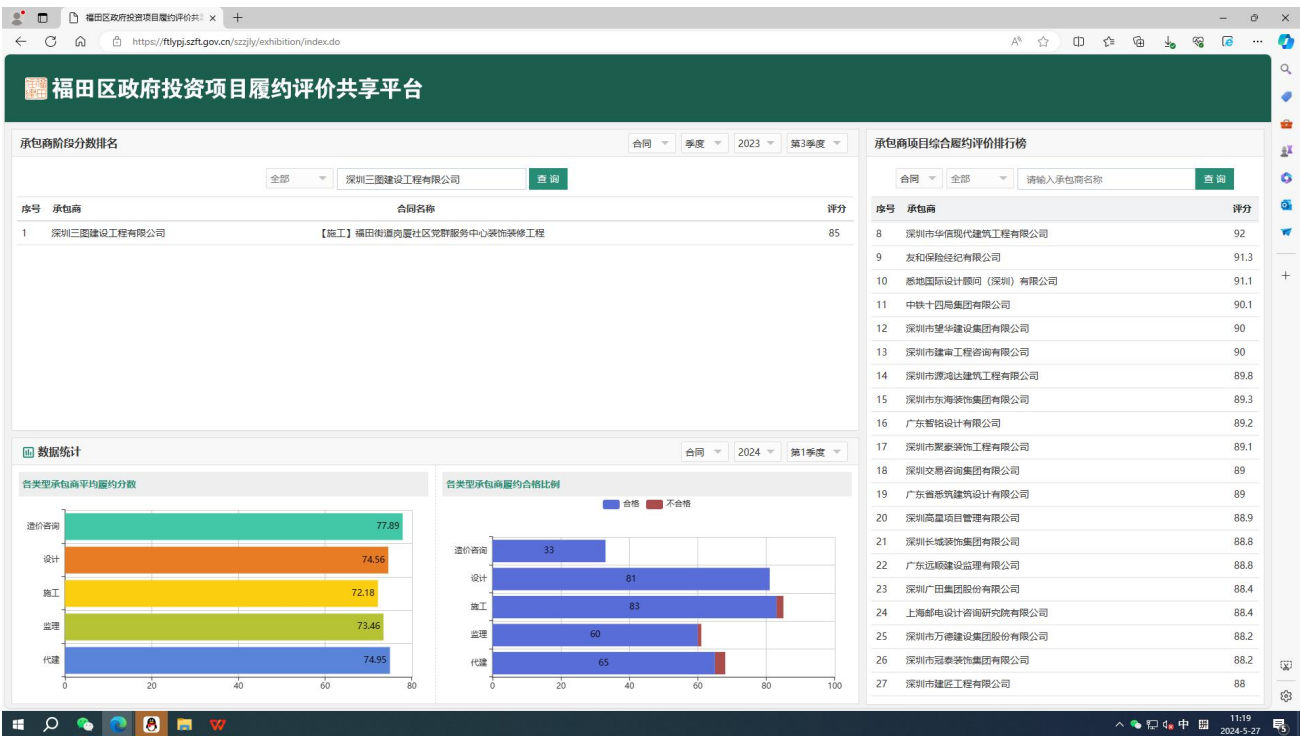 福田区政府投资项目履约评价共
https://ftlypj.szft.gov.cn/szzjly/exhibition/index.do
福田区政府投资项目履约评价共享平台
承包商阶段分数排名
合同 季度 2023 第3季度
全部 深圳三图建设工程有限公司 查询
序号 承包商 合同名称 评分
1 深圳三图建设工程有限公司 【施工】福田街道岗厦社区党群服务中心装饰装修工程 85
数据统计
合同 2024 第1季度
各类型承包商平均履约分数
造价咨询 77.89
设计 74.56
施工 72.18
监理 73.46
代建 74.95
0 20 40 60 80
各类型承包商履约合格比例
合格 不合格
造价咨询 33
设计 81
施工 83
监理 60
代建 65
0 20 40 60 80 100
承包商项目综合履约评价排行榜
合同 全部 请输入承包商名称 查询
序号 承包商 评分
8 深圳市华信现代建筑工程有限公司 92
9 友和保险经纪有限公司 91.3
10 悉地国际设计顾问（深圳）有限公司 91.1
11 中铁十四局集团有限公司 90.1
12 深圳市望华建设集团有限公司 90
13 深圳市建审工程咨询有限公司 90
14 深圳市源鸿达建筑工程有限公司 89.8
15 深圳市东海装饰集团有限公司 89.3
16 广东智铭设计有限公司 89.2
17 深圳市聚豪装饰工程有限公司 89.1
18 深圳交易咨询集团有限公司 89
19 广东省悉筑建筑设计有限公司 89
20 深圳高星项目管理有限公司 88.9
21 深圳长城装饰集团有限公司 88.8
22 广东远顺建设监理有限公司 88.8
23 深圳广田集团股份有限公司 88.4
24 上海邮电设计咨询研究院有限公司 88.4
25 深圳市万德建设集团股份有限公司 88.2
26 深圳市冠泰装饰集团有限公司 88.2
27 深圳市建匠工程有限公司 88
中
11:19
2024-5-27